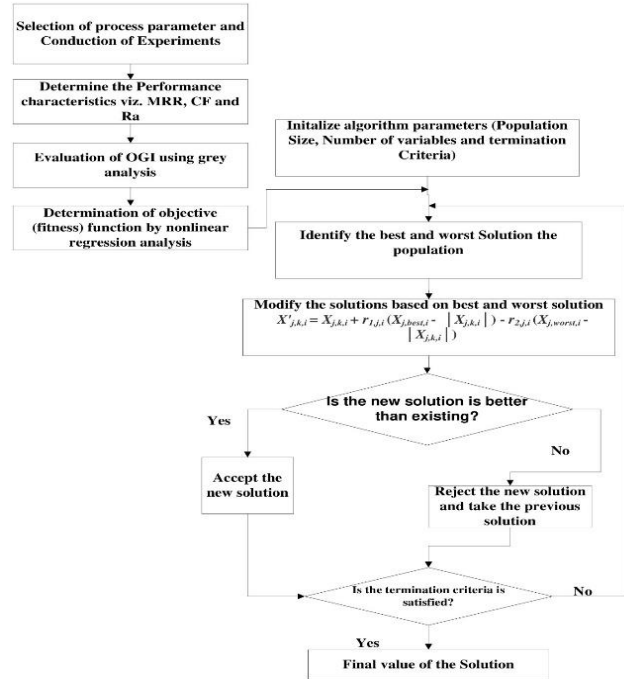 Selection of process parameter and
Conduction of Experiments
Determine the Performance
characteristics viz. MRR, CF and
Ra
Evaluation of OGI using grey
analysis
Determination of objective
(fitness) function by nonlinear
regression analysis
Initalize algorithm parameters (Population
Size, Number of variables and termination
Criteria)
Identify the best and worst Solution the
population
Modify the solutions based on best and worst solution
X'j,k,i = Xj,k,i + r1,j,i (Xj,best,i - |Xj,k,i|) - r2,j,i (Xj,worst,i -
|Xj,k,i|)
Is the new solution is better
than existing?
Yes
No
Accept the
new solution
Reject the new solution
and take the previous
solution
Is the termination criteria is
satisfied?
No
Yes
Final value of the Solution